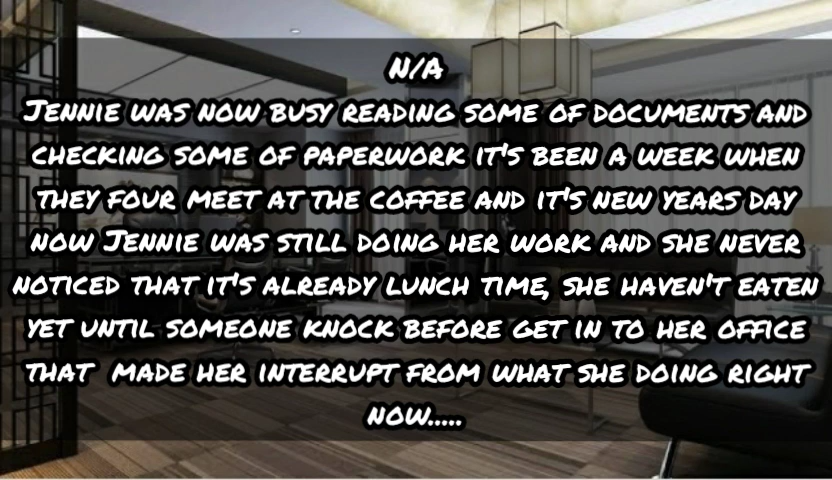 N/A
JENNIE WAS NOW BUSY READING SOME OF DOCUMENTS AND
CHECKING SOME OF PAPERWORK IT'S BEEN A WEEK WHEN
THEY FOUR MEET AT THE COFFEE AND IT'S NEW YEARS DAY
NOW JENNIE WAS STILL DOING HER WORK AND SHE NEVER
NOTICED THAT IT'S ALREADY LUNCH TIME, SHE HAVEN'T EATEN
YET UNTIL SOMEONE KNOCK BEFORE GET IN TO HER OFFICE
THAT MADE HER INTERRUPT FROM WHAT SHE DOING RIGHT
NOW.....